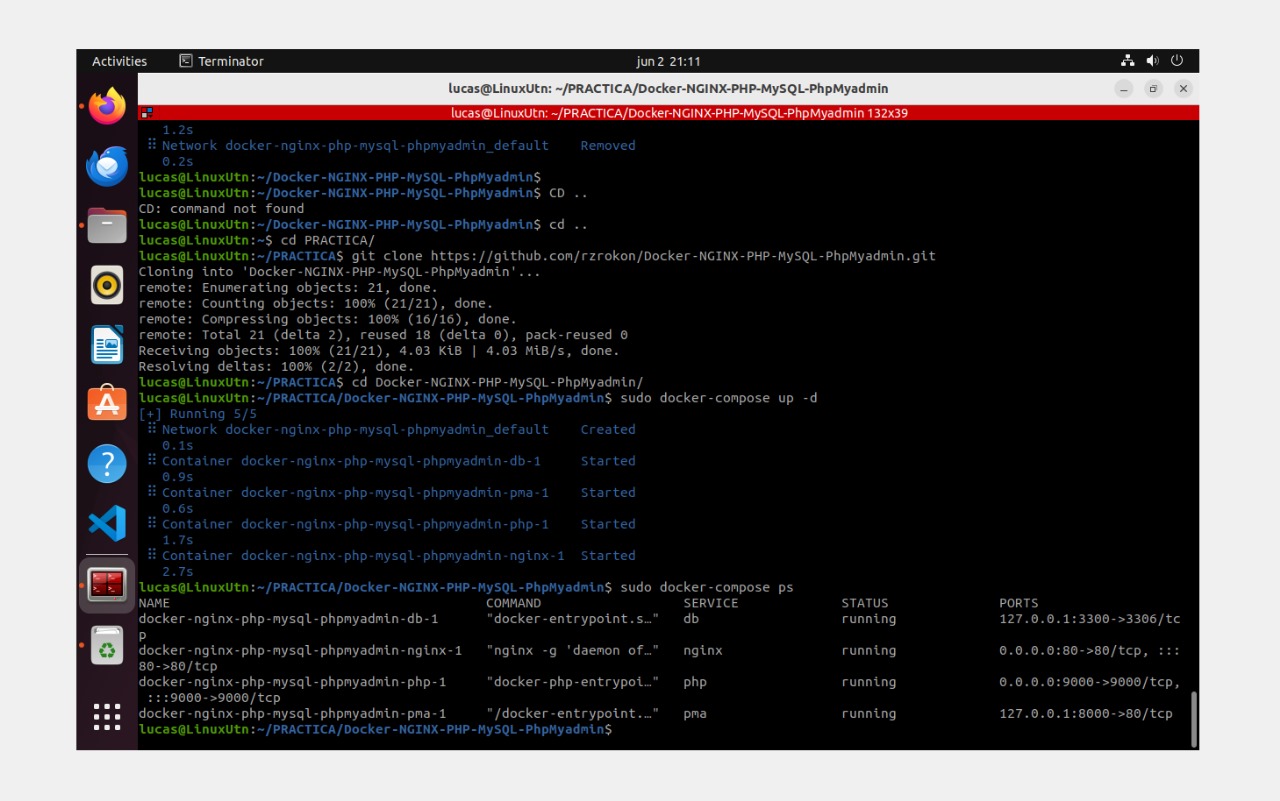 Activities Terminator jun 2 21:11
lucas@LinuxUtn: ~/PRACTICA/Docker-NGINX-PHP-MySQL-PhpMyadmin
lucas@LinuxUtn: ~/PRACTICA/Docker-NGINX-PHP-MySQL-PhpMyadmin 132x39
1.2s
Network docker-nginx-php-mysql-phpmyadmin_default Removed
0.2s
lucas@LinuxUtn:~/Docker-NGINX-PHP-MySQL-PhpMyadmin$
lucas@LinuxUtn:~/Docker-NGINX-PHP-MySQL-PhpMyadmin$ CD ..
CD: command not found
lucas@LinuxUtn:~/Docker-NGINX-PHP-MySQL-PhpMyadmin$ cd ..
lucas@LinuxUtn:~$ cd PRACTICA/
lucas@LinuxUtn:~/PRACTICA$ git clone https://github.com/rzrokon/Docker-NGINX-PHP-MySQL-PhpMyadmin.git
Cloning into 'Docker-NGINX-PHP-MySQL-PhpMyadmin'...
remote: Enumerating objects: 21, done.
remote: Counting objects: 100% (21/21), done.
remote: Compressing objects: 100% (16/16), done.
remote: Total 21 (delta 2), reused 18 (delta 0), pack-reused 0
Receiving objects: 100% (21/21), 4.03 KiB | 4.03 MiB/s, done.
Resolving deltas: 100% (2/2), done.
lucas@LinuxUtn:~/PRACTICA$ cd Docker-NGINX-PHP-MySQL-PhpMyadmin/
lucas@LinuxUtn:~/PRACTICA/Docker-NGINX-PHP-MySQL-PhpMyadmin$ sudo docker-compose up -d
[+] Running 5/5
Network docker-nginx-php-mysql-phpmyadmin_default Created
0.1s
Container docker-nginx-php-mysql-phpmyadmin-db-1 Started
0.9s
Container docker-nginx-php-mysql-phpmyadmin-pma-1 Started
0.6s
Container docker-nginx-php-mysql-phpmyadmin-php-1 Started
1.7s
Container docker-nginx-php-mysql-phpmyadmin-nginx-1 Started
2.7s
lucas@LinuxUtn:~/PRACTICA/Docker-NGINX-PHP-MySQL-PhpMyadmin$ sudo docker-compose ps
NAME COMMAND SERVICE STATUS PORTS
docker-nginx-php-mysql-phpmyadmin-db-1 "docker-entrypoint.s…" db running 127.0.0.1:3300->3306/tc
p
docker-nginx-php-mysql-phpmyadmin-nginx-1 "nginx -g 'daemon of…" nginx running 0.0.0.0:80->80/tcp, :::
80->80/tcp
docker-nginx-php-mysql-phpmyadmin-php-1 "docker-php-entrypoi…" php running 0.0.0.0:9000->9000/tcp,
:::9000->9000/tcp
docker-nginx-php-mysql-phpmyadmin-pma-1 "/docker-entrypoint.…" pma running 127.0.0.1:8000->80/tcp
lucas@LinuxUtn:~/PRACTICA/Docker-NGINX-PHP-MySQL-PhpMyadmin$